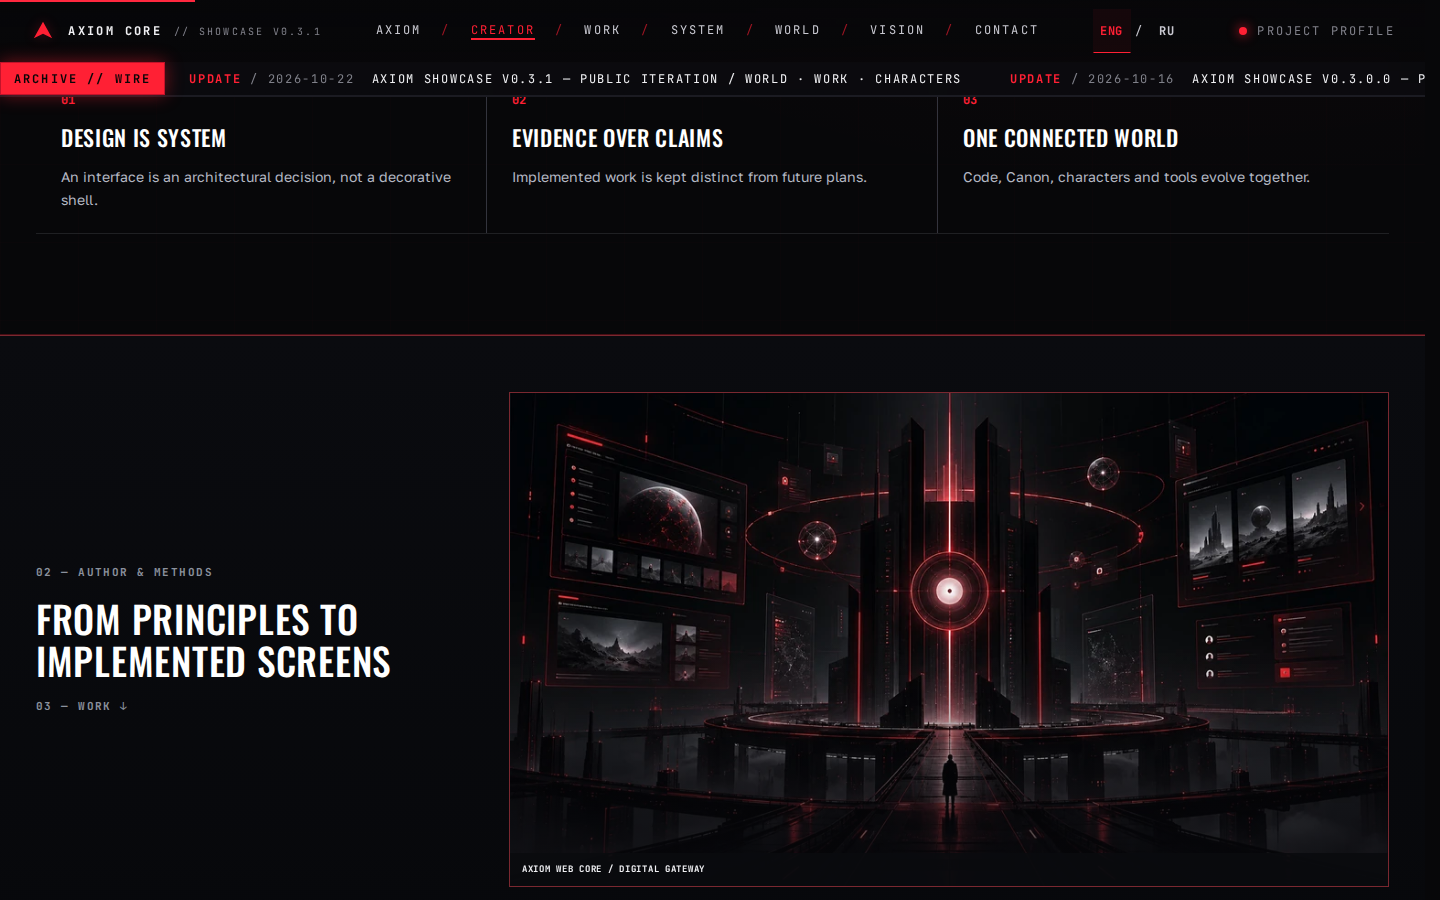 AXIOM CORE // SHOWCASE V0.3.1
AXIOM / CREATOR / WORK / SYSTEM / WORLD / VISION / CONTACT
ENG / RU
PROJECT PROFILE
ARCHIVE // WIRE
UPDATE / 2026-10-22 AXIOM SHOWCASE V0.3.1 — PUBLIC ITERATION / WORLD · WORK · CHARACTERS
UPDATE / 2026-10-16 AXIOM SHOWCASE V0.3.0.0 — P
01
DESIGN IS SYSTEM
An interface is an architectural decision, not a decorative
shell.
02
EVIDENCE OVER CLAIMS
Implemented work is kept distinct from future plans.
03
ONE CONNECTED WORLD
Code, Canon, characters and tools evolve together.
02 — AUTHOR & METHODS
FROM PRINCIPLES TO
IMPLEMENTED SCREENS
03 — WORK ↓
AXIOM WEB CORE / DIGITAL GATEWAY